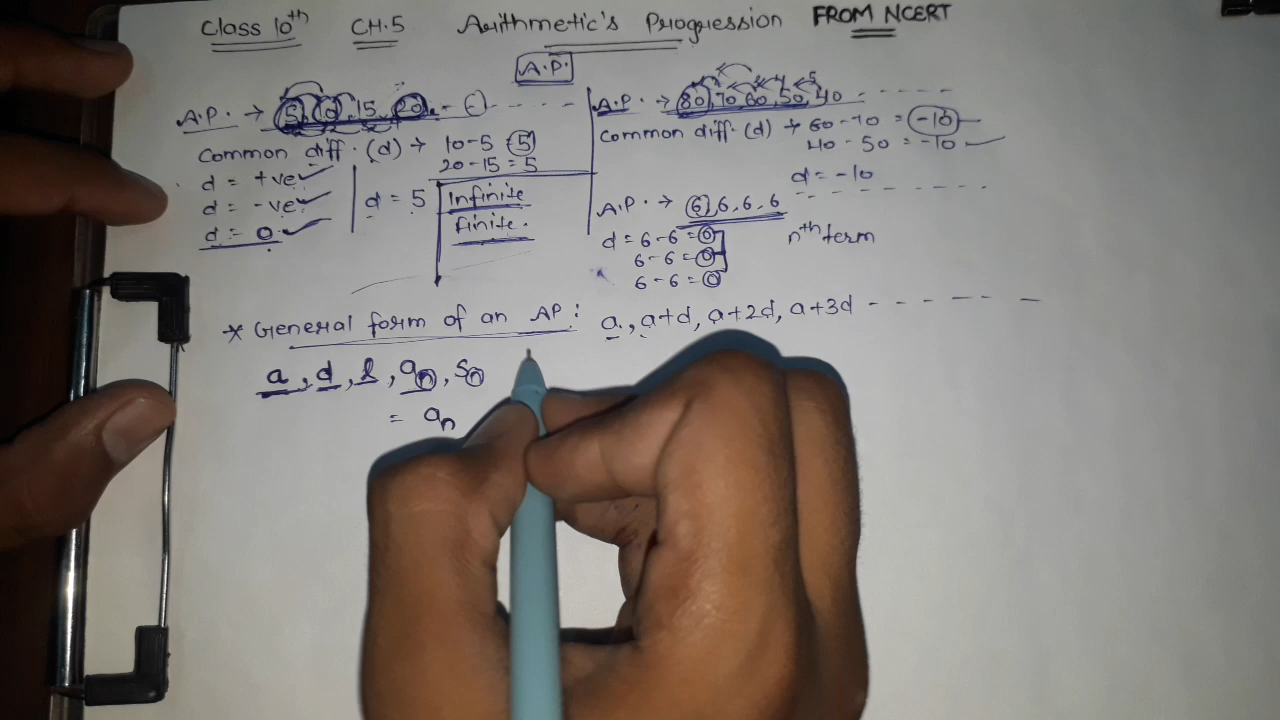 Class 10th CH.5 Arithmetic's Progression FROM NCERT
A.P.
A.P. → 5, 10, 15, 20, - - - - - -
Common diff. (d) → 10-5 = 5
20-15 = 5
d = +ve ✓
d = -ve ✓
d = 0 ✓
d = 5
Infinite
Finite.
A.P. → 80, 70, 60, 50, 40 - - - - -
Common diff. (d) → 60-70 = -10
40-50 = -10 ✓
d = -10
A.P. → 6, 6, 6, 6
d = 6-6 = 0
6-6 = 0
6-6 = 0
nth term
* General form of an AP: a, a+d, a+2d, a+3d - - - - - -
a, d, l, an, Sn
= an